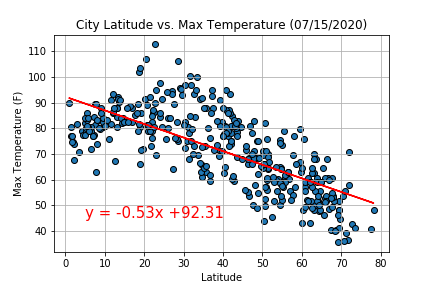 City Latitude vs. Max Temperature (07/15/2020)
Max Temperature (F)
110
100
90
80
70
60
50
40
y = -0.53x +92.31
0 10 20 30 40 50 60 70 80
Latitude